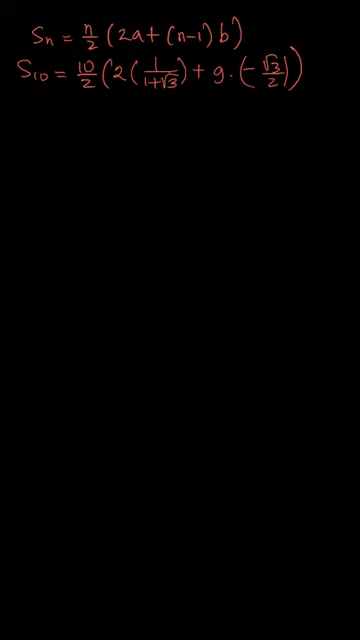 Sn = n/2 (2a + (n-1) b)
S10 = 10/2 (2 (1/(1+√3)) + 9 · (-√3/2))